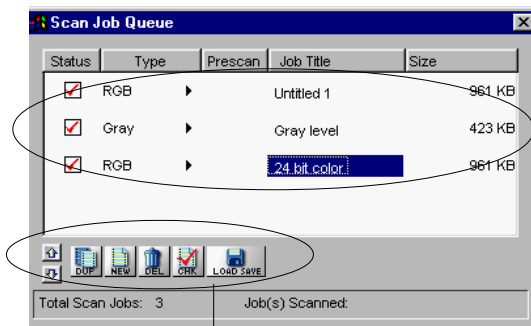 Scan Job Queue
Status Type Prescan Job Title Size
RGB Untitled 1 961 KB
Gray Gray level 423 KB
RGB 24 bit color 961 KB
DUP NEW DEL CHK LOAD SAVE
Total Scan Jobs: 3 Job(s) Scanned: